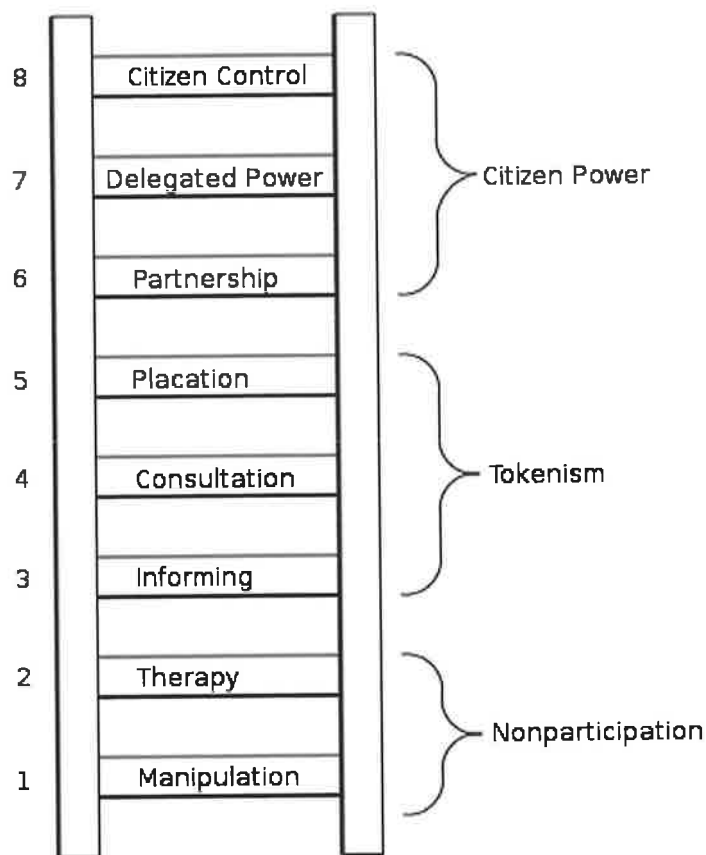 8 Citizen Control
7 Delegated Power
Citizen Power
6 Partnership
5 Placation
4 Consultation
Tokenism
3 Informing
2 Therapy
Nonparticipation
1 Manipulation